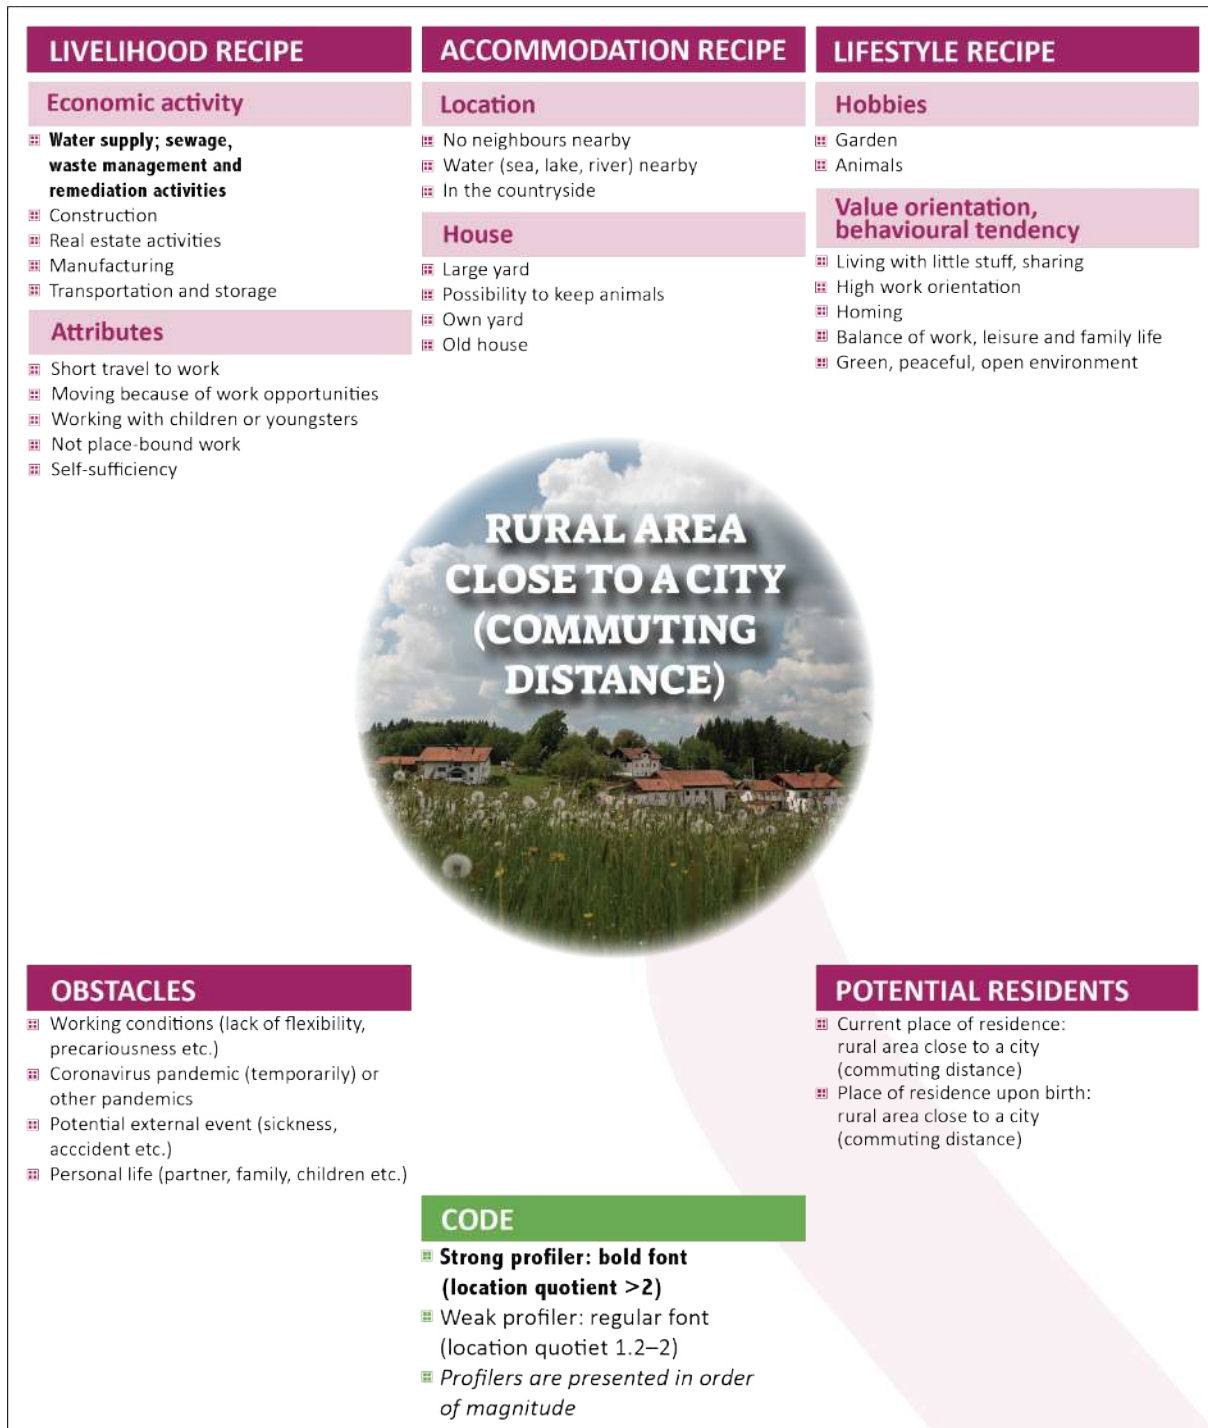 LIVELIHOOD RECIPE
Economic activity
Water supply; sewage,
waste management and
remediation activities
Construction
Real estate activities
Manufacturing
Transportation and storage
Attributes
Short travel to work
Moving because of work opportunities
Working with children or youngsters
Not place-bound work
Self-sufficiency
ACCOMMODATION RECIPE
Location
No neighbours nearby
Water (sea, lake, river) nearby
In the countryside
House
Large yard
Possibility to keep animals
Own yard
Old house
LIFESTYLE RECIPE
Hobbies
Garden
Animals
Value orientation,
behavioural tendency
Living with little stuff, sharing
High work orientation
Homing
Balance of work, leisure and family life
Green, peaceful, open environment
RURAL AREA
CLOSE TO A CITY
(COMMUTING
DISTANCE)
OBSTACLES
Working conditions (lack of flexibility,
precariousness etc.)
Coronavirus pandemic (temporarily) or
other pandemics
Potential external event (sickness,
acccident etc.)
Personal life (partner, family, children etc.)
POTENTIAL RESIDENTS
Current place of residence:
rural area close to a city
(commuting distance)
Place of residence upon birth:
rural area close to a city
(commuting distance)
CODE
Strong profiler: bold font
(location quotient >2)
Weak profiler: regular font
(location quotiet 1.2–2)
Profilers are presented in order
of magnitude